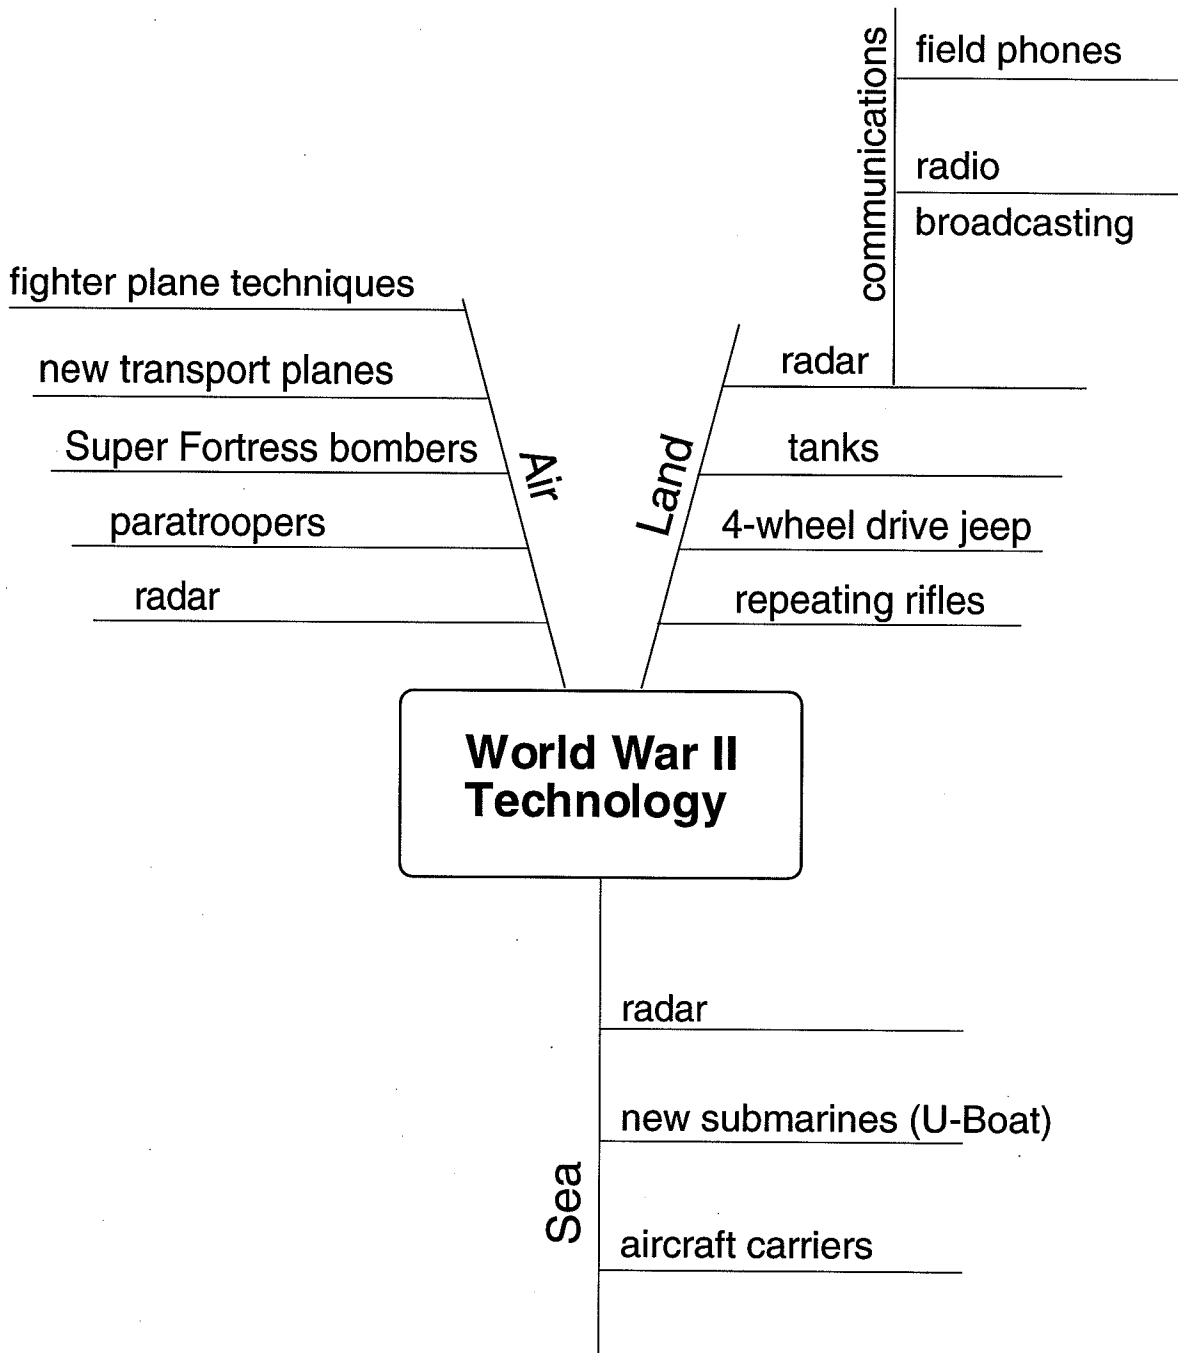 communications
field phones
radio
broadcasting
fighter plane techniques
new transport planes
Super Fortress bombers
paratroopers
radar
Air
Land
radar
tanks
4-wheel drive jeep
repeating rifles
World War II
Technology
Sea
radar
new submarines (U-Boat)
aircraft carriers